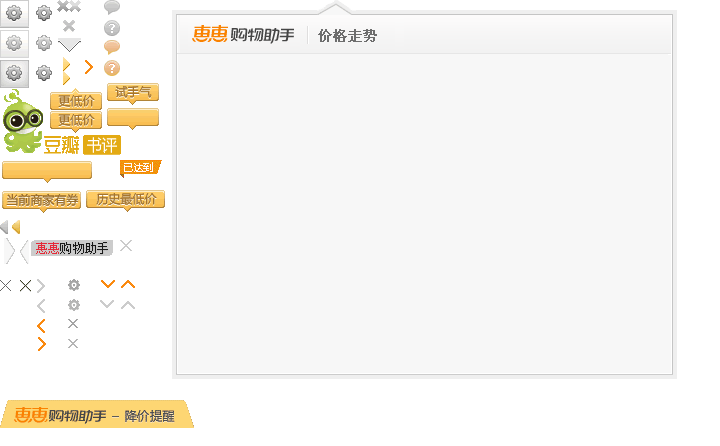 惠惠购物助手 价格走势
更低价 试手气
更低价
豆瓣 书评
已达到
当前商家有券 历史最低价
惠惠购物助手
惠惠购物助手 – 降价提醒